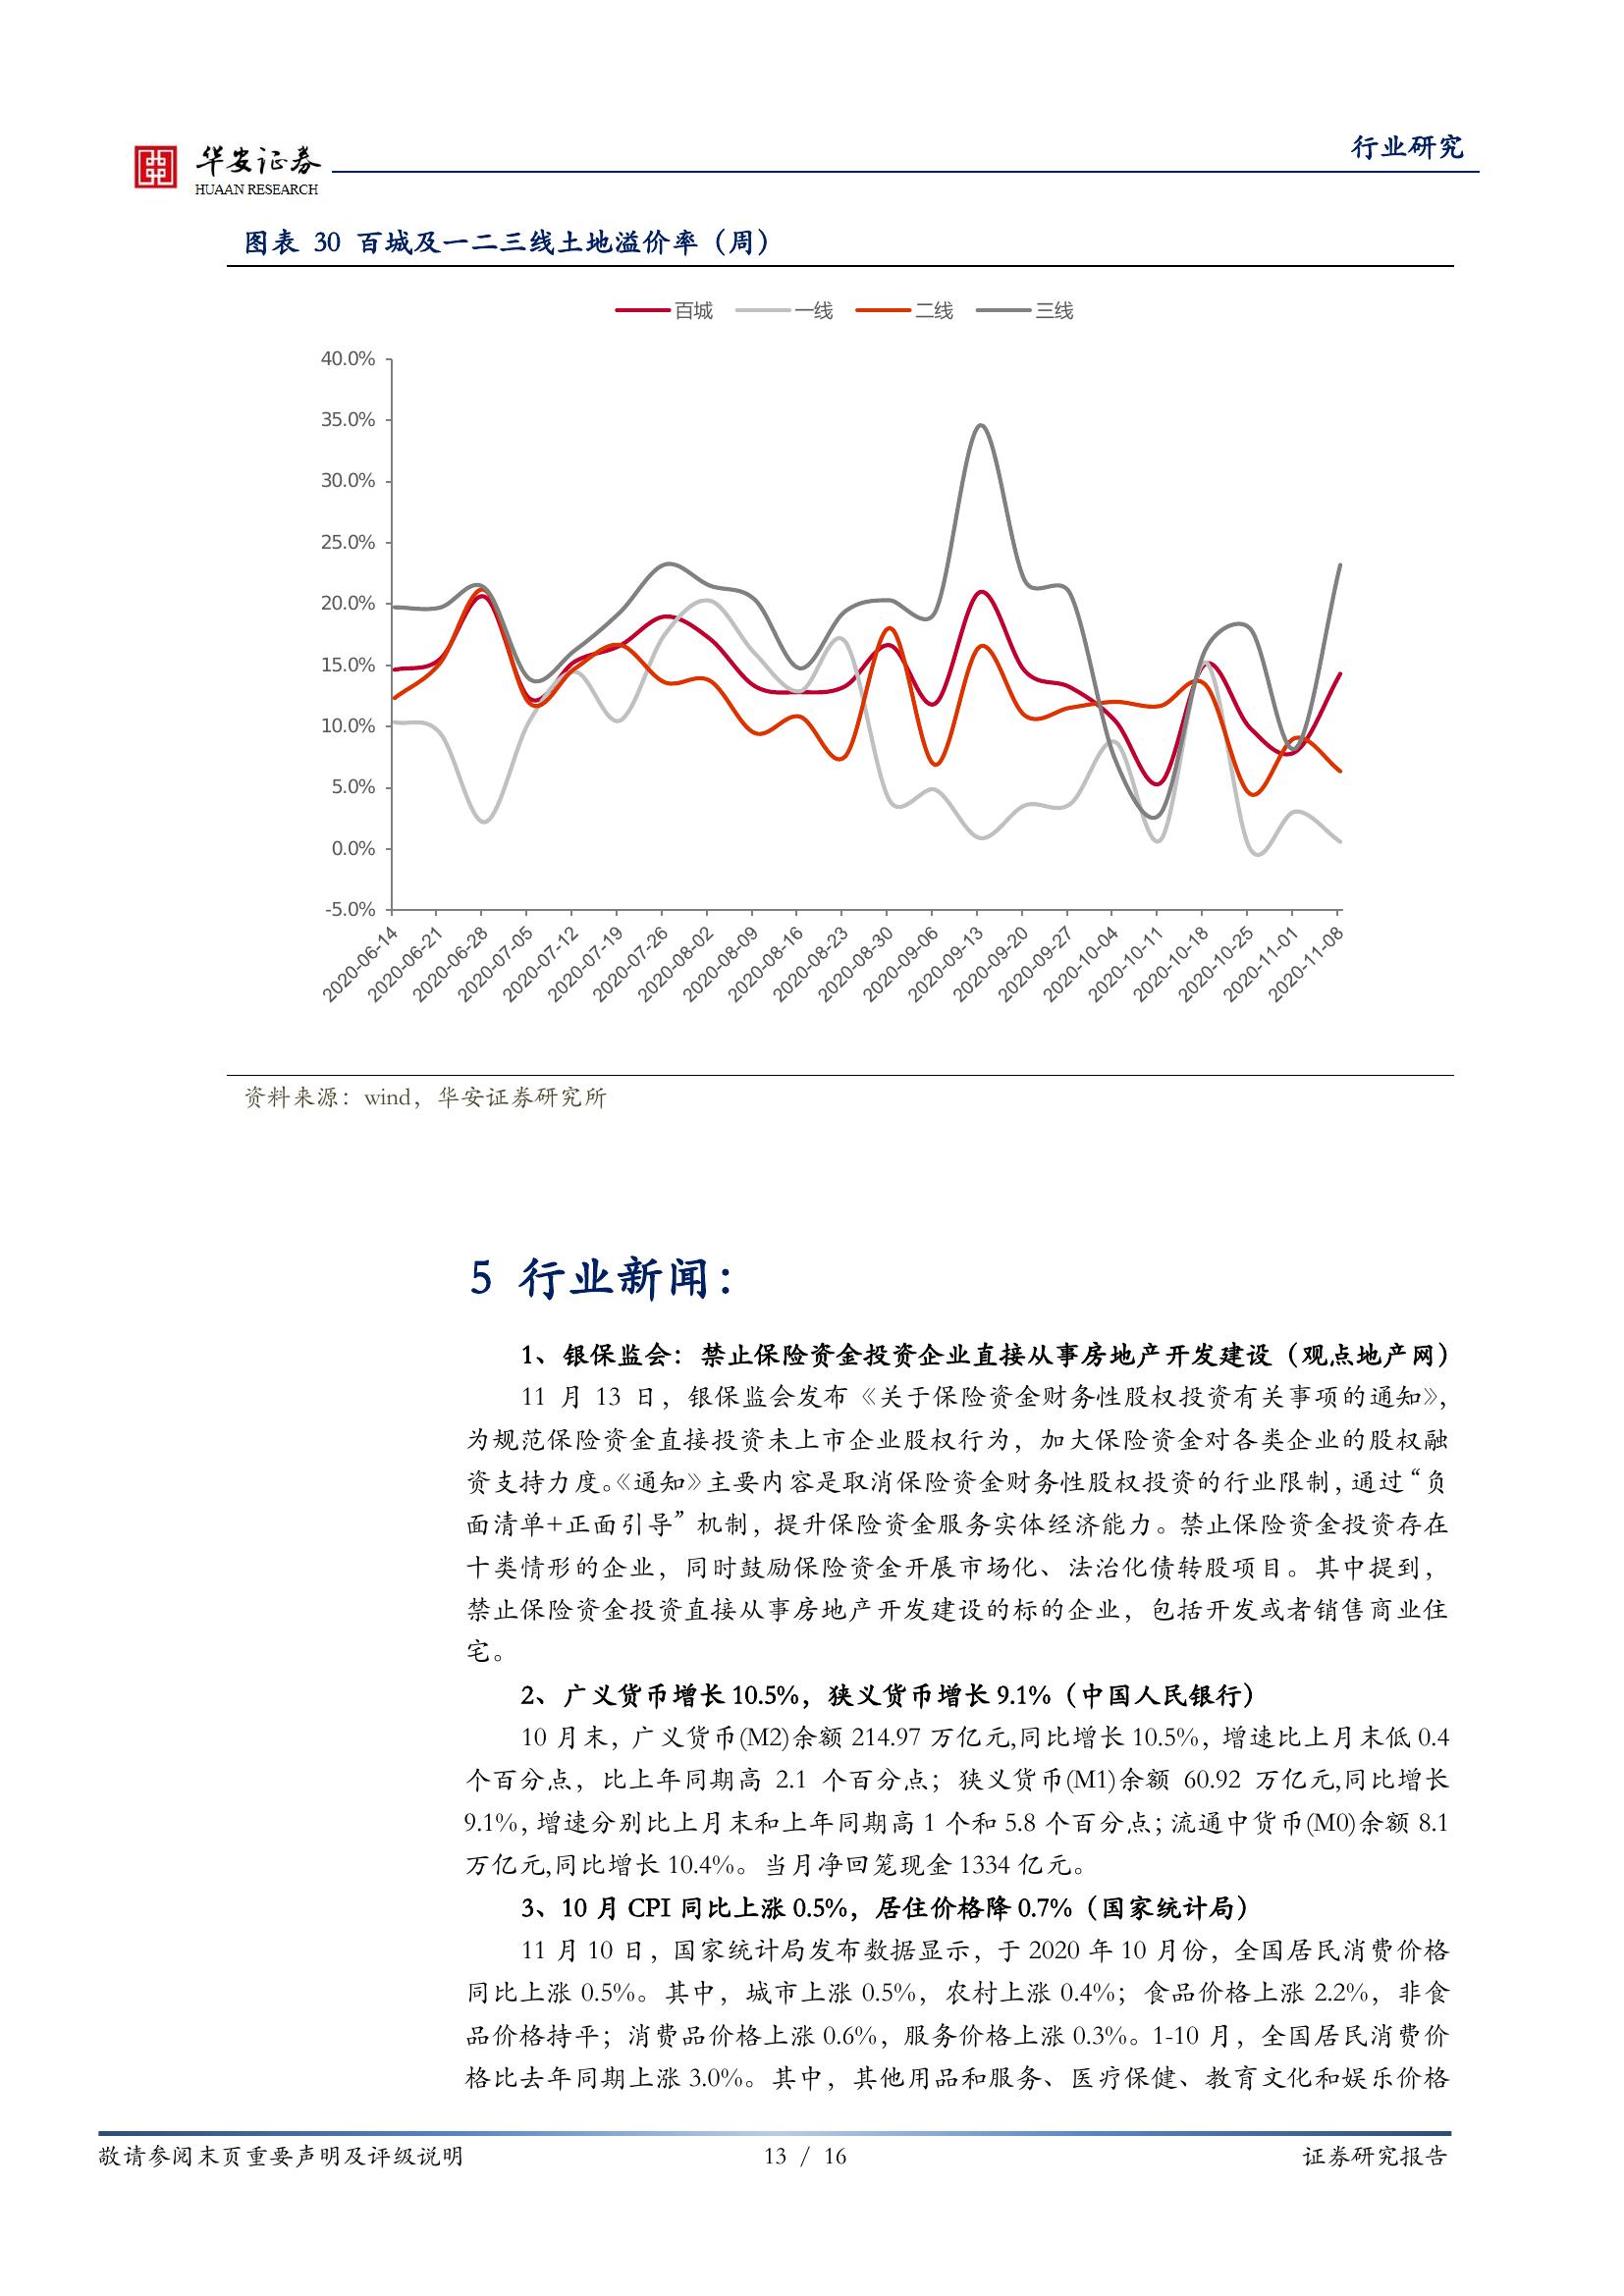 华安证券
HUAAN RESEARCH
行业研究
图表 30 百城及一二三线土地溢价率（周）
百城 一线 二线 三线
40.0%
35.0%
30.0%
25.0%
20.0%
15.0%
10.0%
5.0%
0.0%
-5.0%
2020-06-14
2020-06-21
2020-06-28
2020-07-05
2020-07-12
2020-07-19
2020-07-26
2020-08-02
2020-08-09
2020-08-16
2020-08-23
2020-08-30
2020-09-06
2020-09-13
2020-09-20
2020-09-27
2020-10-04
2020-10-11
2020-10-18
2020-10-25
2020-11-01
2020-11-08
资料来源：wind，华安证券研究所
5 行业新闻：
1、银保监会：禁止保险资金投资企业直接从事房地产开发建设（观点地产网）
11 月 13 日，银保监会发布《关于保险资金财务性股权投资有关事项的通知》，
为规范保险资金直接投资未上市企业股权行为，加大保险资金对各类企业的股权融
资支持力度。《通知》主要内容是取消保险资金财务性股权投资的行业限制，通过“负
面清单+正面引导”机制，提升保险资金服务实体经济能力。禁止保险资金投资存在
十类情形的企业，同时鼓励保险资金开展市场化、法治化债转股项目。其中提到，
禁止保险资金投资直接从事房地产开发建设的标的企业，包括开发或者销售商业住
宅。
2、广义货币增长 10.5%，狭义货币增长 9.1%（中国人民银行）
10 月末，广义货币(M2)余额 214.97 万亿元,同比增长 10.5%，增速比上月末低 0.4
个百分点，比上年同期高 2.1 个百分点；狭义货币(M1)余额 60.92 万亿元,同比增长
9.1%，增速分别比上月末和上年同期高 1 个和 5.8 个百分点；流通中货币(M0)余额 8.1
万亿元,同比增长 10.4%。当月净回笼现金 1334 亿元。
3、10 月 CPI 同比上涨 0.5%，居住价格降 0.7%（国家统计局）
11 月 10 日，国家统计局发布数据显示，于 2020 年 10 月份，全国居民消费价格
同比上涨 0.5%。其中，城市上涨 0.5%，农村上涨 0.4%；食品价格上涨 2.2%，非食
品价格持平；消费品价格上涨 0.6%，服务价格上涨 0.3%。1-10 月，全国居民消费价
格比去年同期上涨 3.0%。其中，其他用品和服务、医疗保健、教育文化和娱乐价格
敬请参阅末页重要声明及评级说明
13 / 16
证券研究报告